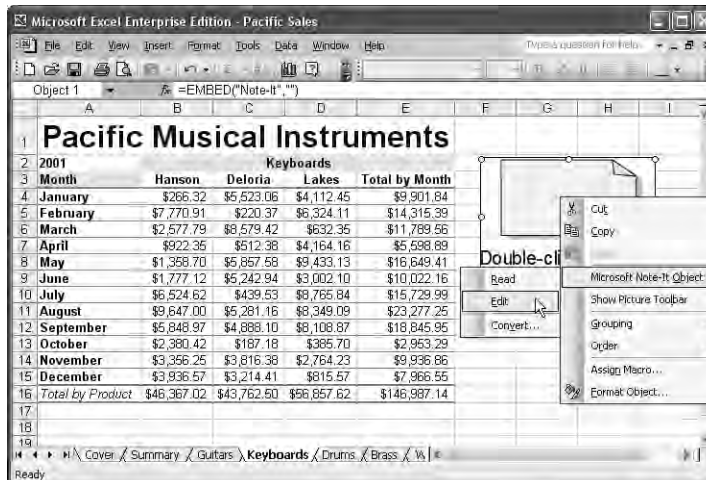 Microsoft Excel Enterprise Edition - Pacific Sales
File Edit View Insert Format Tools Data Window Help Type a question for help
Object 1 fx =EMBED("Note-It","")
A B C D E F G H I
1 Pacific Musical Instruments
2 2001 Keyboards
3 Month Hanson Deloria Lakes Total by Month
4 January $266.32 $5,523.06 $4,112.45 $9,901.84
5 February $7,770.91 $220.37 $6,324.11 $14,315.39
6 March $2,577.79 $8,579.42 $632.35 $11,789.56
7 April $922.35 $512.38 $4,164.16 $5,598.89
8 May $1,358.70 $5,857.58 $9,433.13 $16,649.41
9 June $1,777.12 $5,242.94 $3,002.10 $10,022.16
10 July $6,524.62 $439.53 $8,765.84 $15,729.99
11 August $9,647.00 $5,281.16 $8,349.09 $23,277.25
12 September $5,848.97 $4,888.10 $8,108.87 $18,845.95
13 October $2,380.42 $187.18 $385.70 $2,953.29
14 November $3,356.25 $3,816.38 $2,764.23 $9,936.86
15 December $3,936.57 $3,214.41 $815.57 $7,966.55
16 Total by Product $46,367.02 $43,762.50 $56,857.62 $146,987.14
17
18
19
Double-cli
Cut
Copy
Microsoft Note-It Object
Show Picture Toolbar
Grouping
Order
Assign Macro...
Format Object...
Read
Edit
Convert...
Cover Summary Guitars Keyboards Drums Brass
Ready